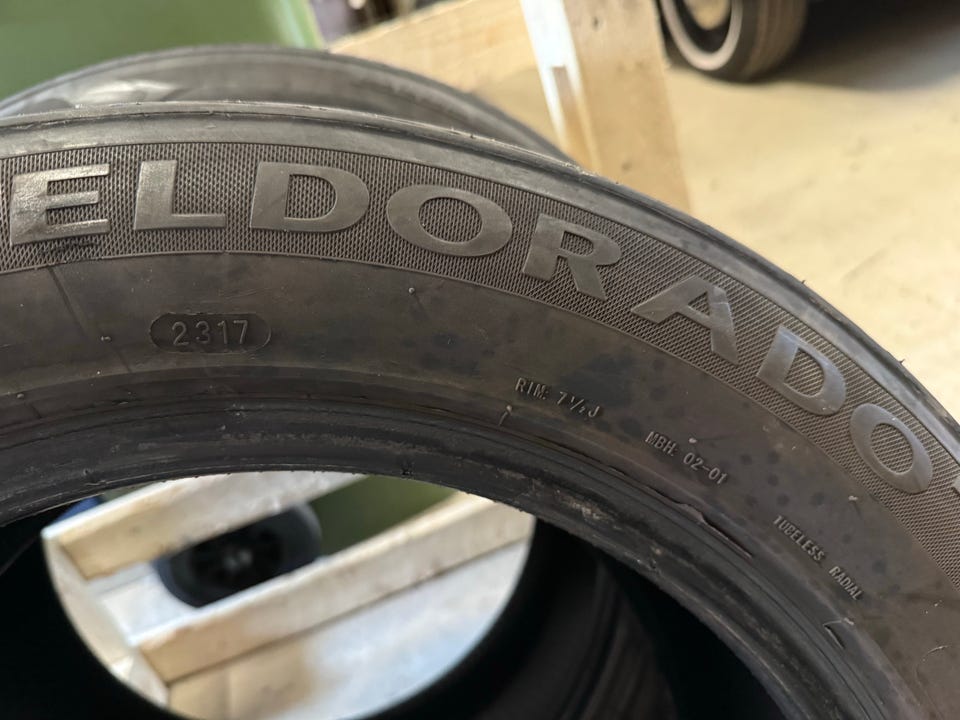 ELDORADO
2317
RIM: 7½J
MBH: 02-01
TUBELESS RADIAL